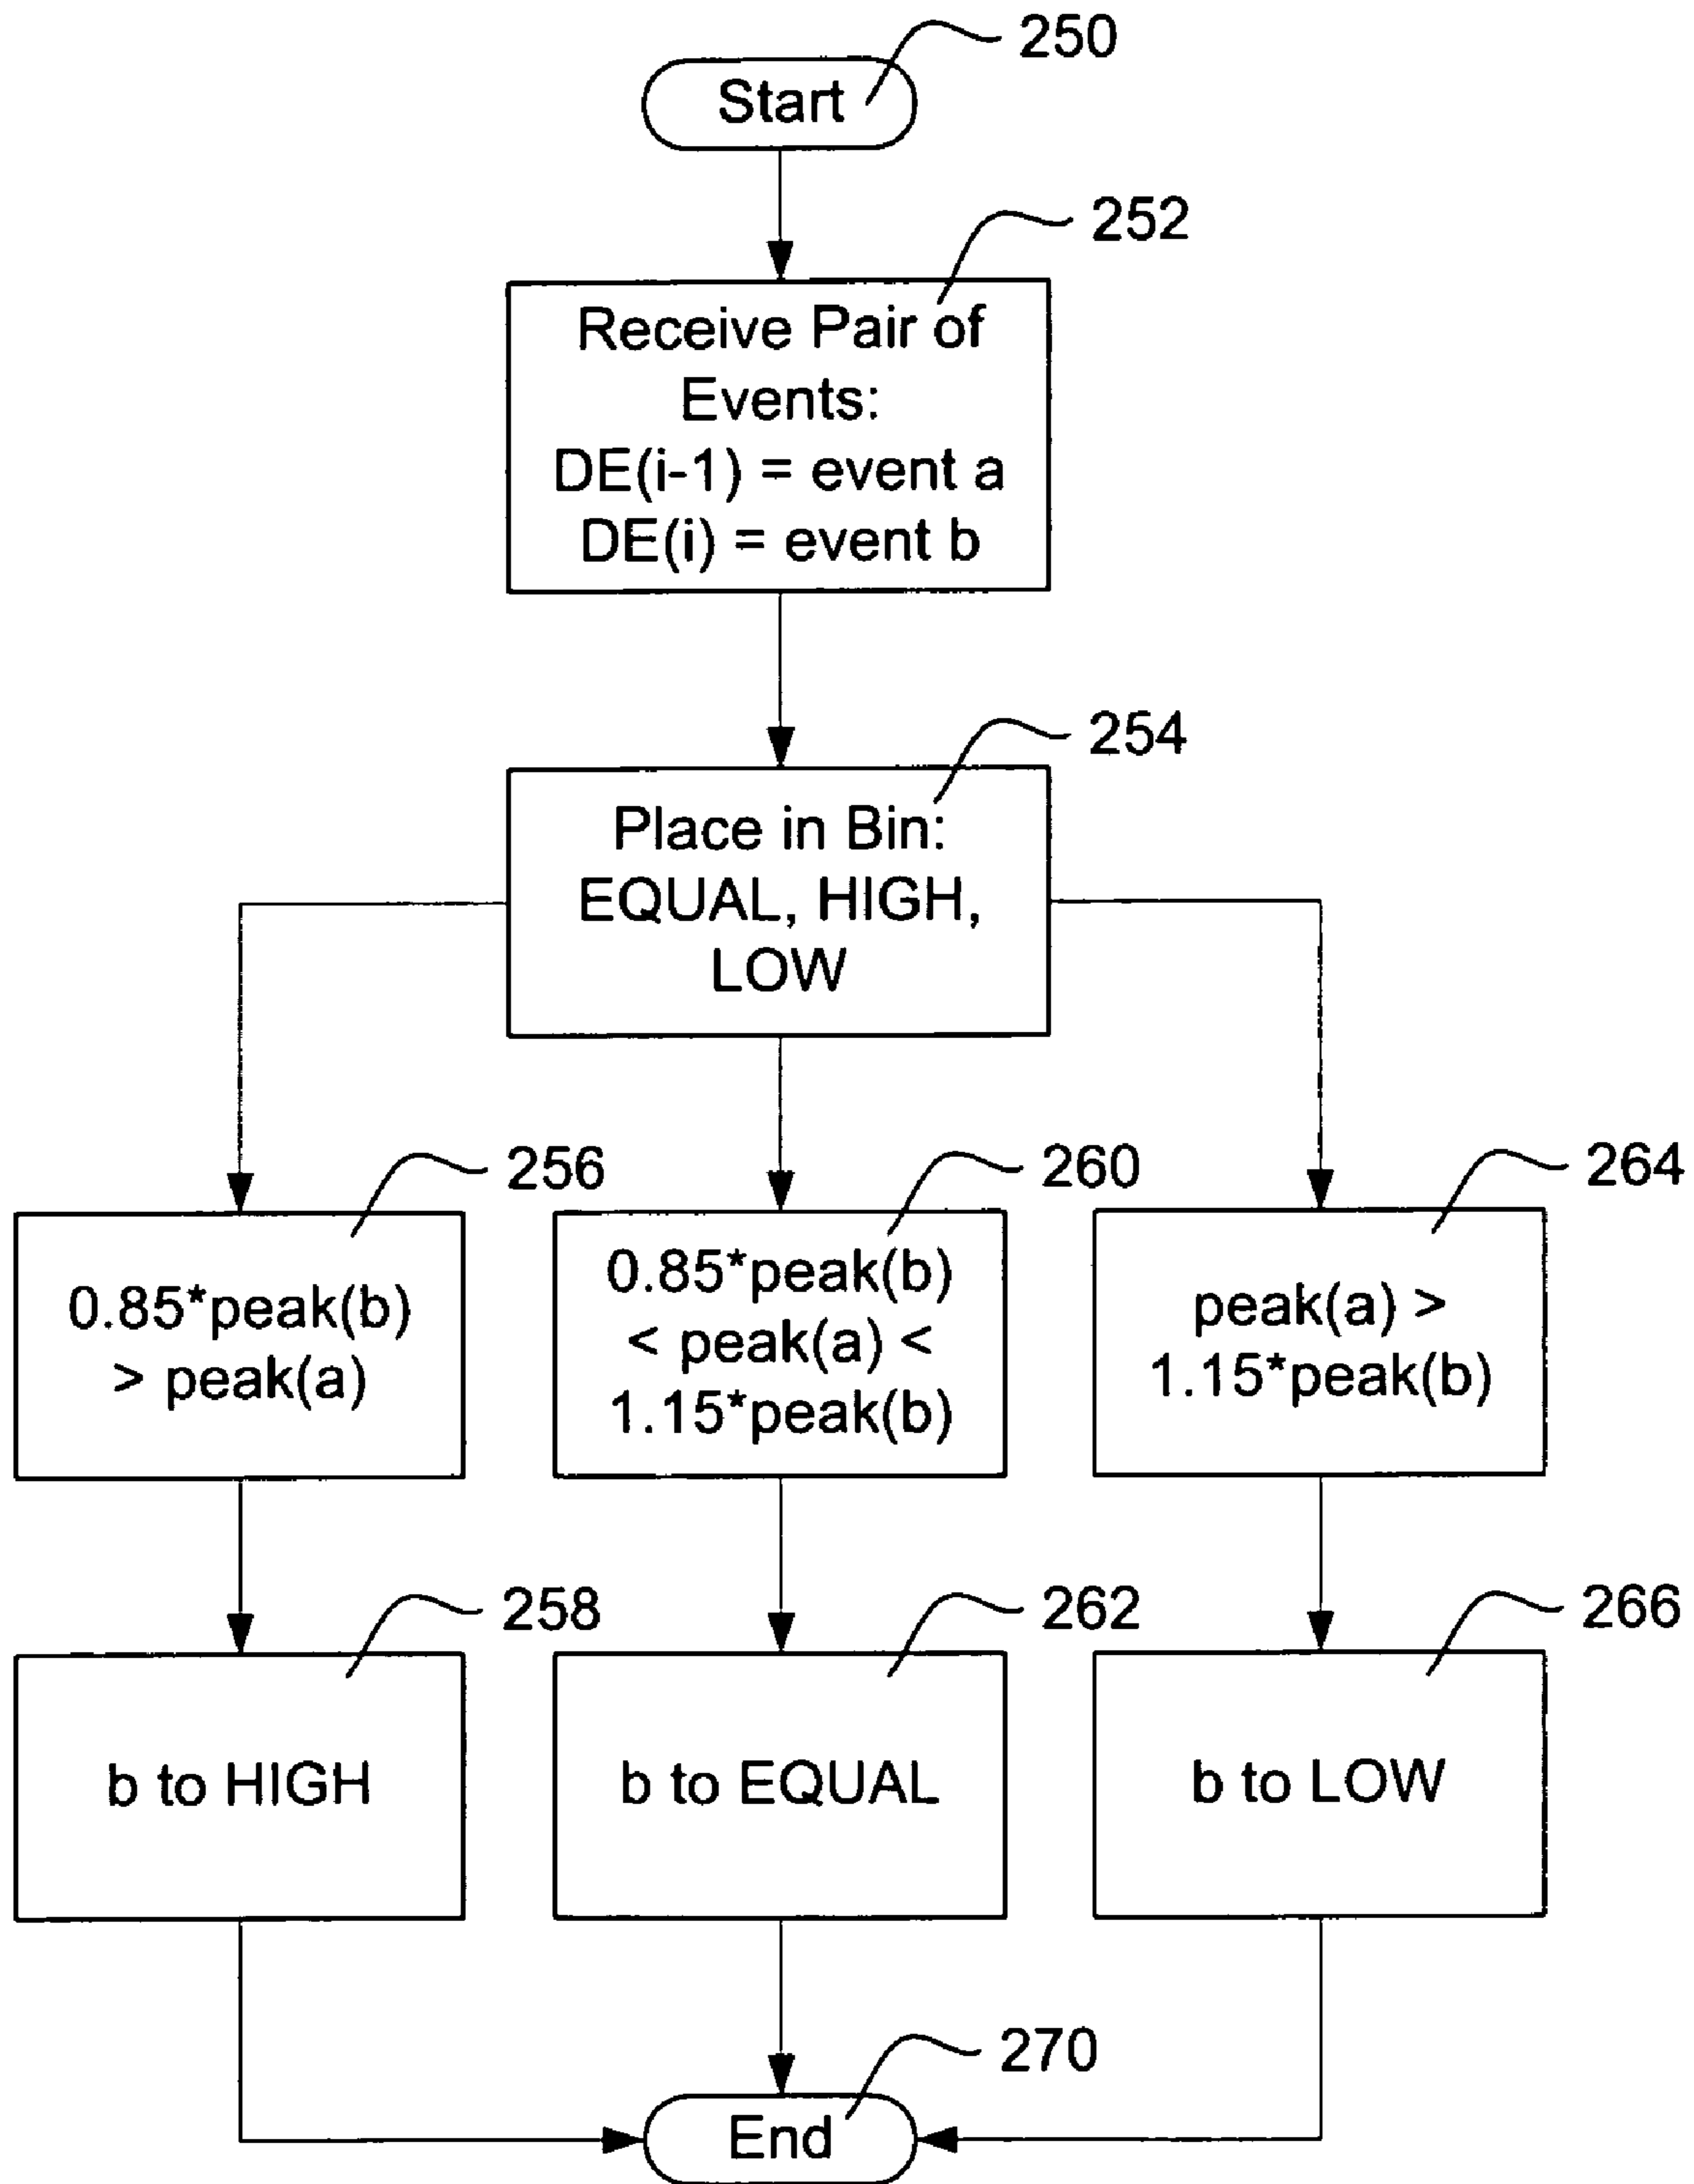 250
Start
252
Receive Pair of
Events:
DE(i-1) = event a
DE(i) = event b
254
Place in Bin:
EQUAL, HIGH,
LOW
256
0.85*peak(b)
> peak(a)
260
0.85*peak(b)
< peak(a) <
1.15*peak(b)
264
peak(a) >
1.15*peak(b)
258
b to HIGH
262
b to EQUAL
266
b to LOW
270
End